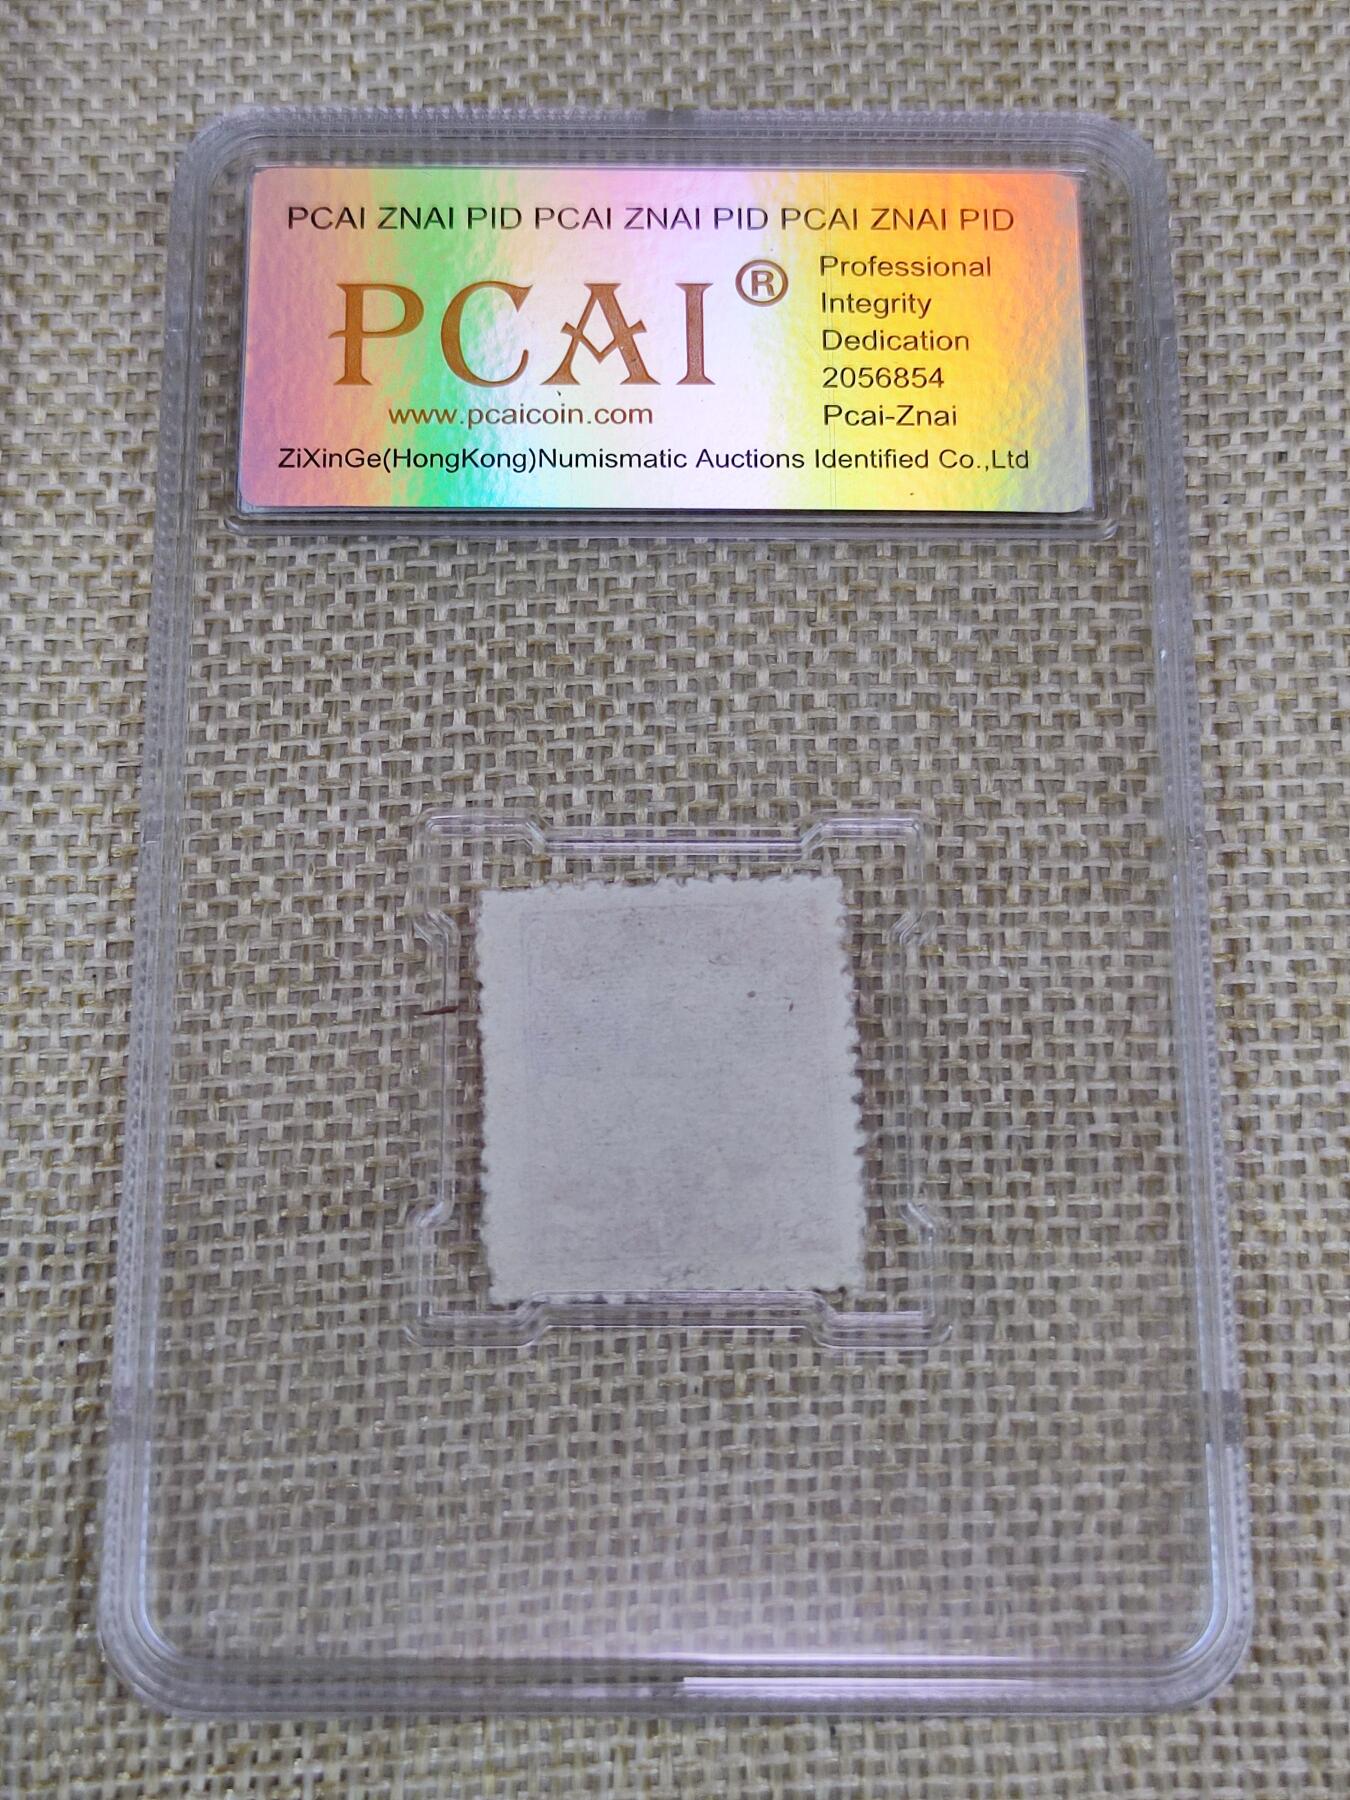 PCAI ZNAI PID PCAI ZNAI PID PCAI ZNAI PID
PCAI®
www.pcaicoin.com
Professional
Integrity
Dedication
2056854
Pcai-Znai
ZiXinGe(HongKong)Numismatic Auctions Identified Co.,Ltd